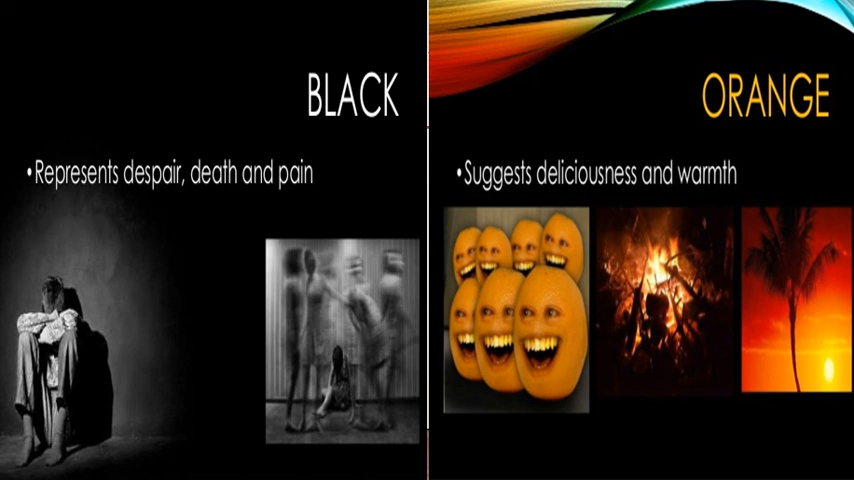 BLACK
•Represents despair, death and pain
ORANGE
•Suggests deliciousness and warmth